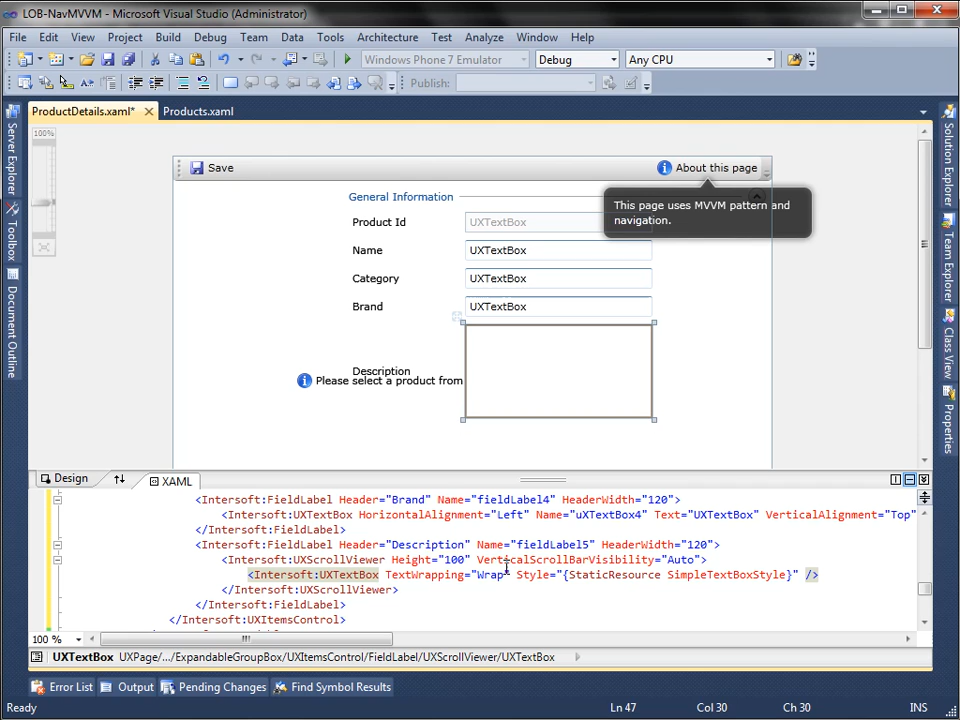 LOB-NavMVVM - Microsoft Visual Studio (Administrator)
File Edit View Project Build Debug Team Data Tools Architecture Test Analyze Window Help
Windows Phone 7 Emulator Debug Any CPU
Publish:
ProductDetails.xaml* Products.xaml
100%
Save About this page
This page uses MVVM pattern and
navigation.
General Information
Product Id UXTextBox
Name UXTextBox
Category UXTextBox
Brand UXTextBox
Description
Please select a product from
Server Explorer
Toolbox
Document Outline
Solution Explorer
Team Explorer
Class View
Properties
Design XAML
<Intersoft:FieldLabel Header="Brand" Name="fieldLabel4" HeaderWidth="120">
<Intersoft:UXTextBox HorizontalAlignment="Left" Name="uXTextBox4" Text="UXTextBox" VerticalAlignment="Top"
</Intersoft:FieldLabel>
<Intersoft:FieldLabel Header="Description" Name="fieldLabel5" HeaderWidth="120">
<Intersoft:UXScrollViewer Height="100" VerticalScrollBarVisibility="Auto">
<Intersoft:UXTextBox TextWrapping="Wrap" Style="{StaticResource SimpleTextBoxStyle}" />
</Intersoft:UXScrollViewer>
</Intersoft:FieldLabel>
</Intersoft:UXItemsControl>
100 %
UXTextBox UXPage/.../ExpandableGroupBox/UXItemsControl/FieldLabel/UXScrollViewer/UXTextBox
Error List Output Pending Changes Find Symbol Results
Ready Ln 47 Col 30 Ch 30 INS